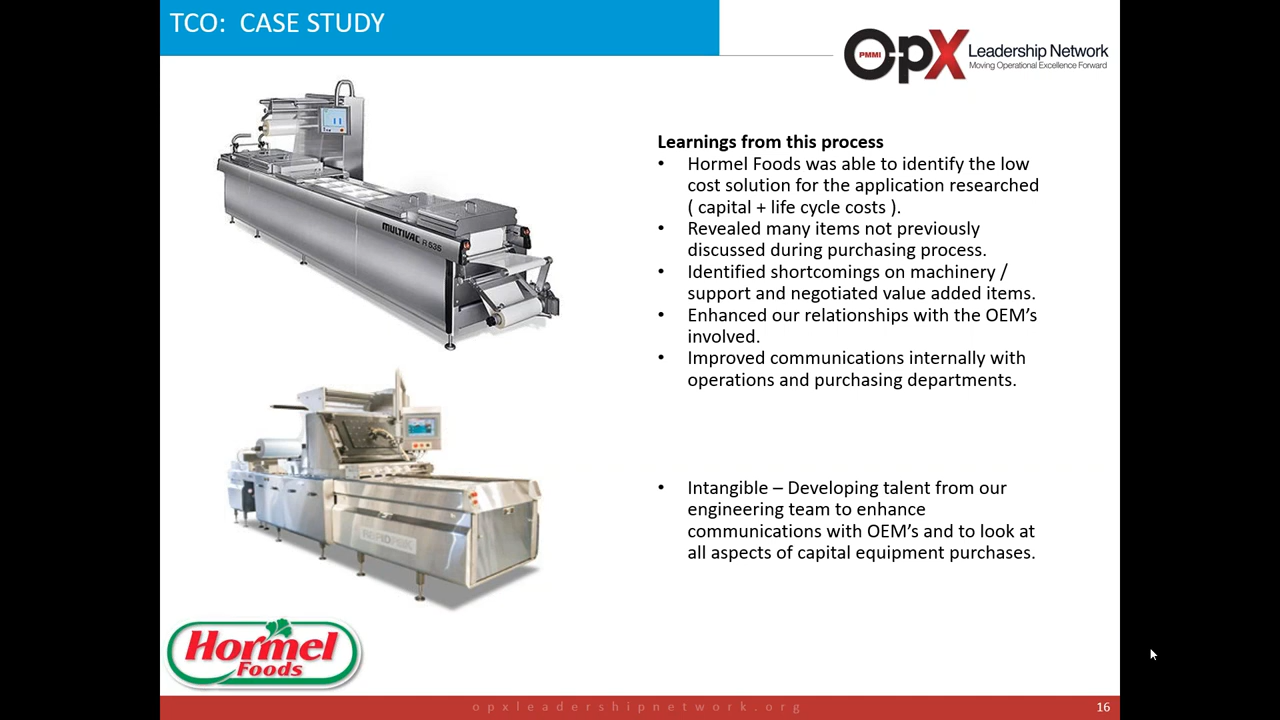 TCO: CASE STUDY
PMMI
OpX
Leadership Network
Moving Operational Excellence Forward
MULTIVAC R 535
Learnings from this process
• Hormel Foods was able to identify the low
cost solution for the application researched
( capital + life cycle costs ).
• Revealed many items not previously
discussed during purchasing process.
• Identified shortcomings on machinery /
support and negotiated value added items.
• Enhanced our relationships with the OEM’s
involved.
• Improved communications internally with
operations and purchasing departments.
RAPIDPAK
• Intangible – Developing talent from our
engineering team to enhance
communications with OEM’s and to look at
all aspects of capital equipment purchases.
Hormel
Foods
opxleadershipnetwork.org
16